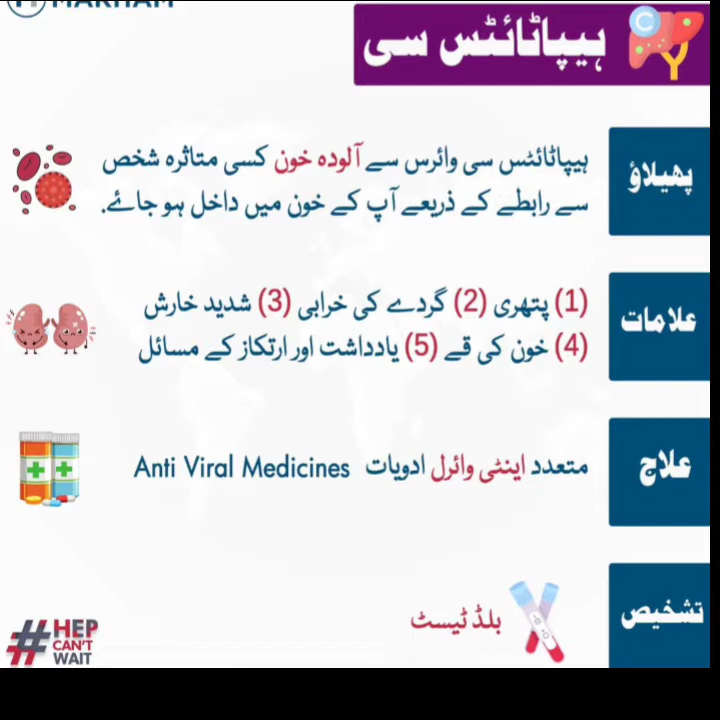 ہیپاٹائٹس سی
پھیلاؤ
ہیپاٹائٹس سی وائرس سے آلودہ خون کسی متاثرہ شخص
سے رابطے کے ذریعے آپ کے خون میں داخل ہو جائے.
علامات
(1) پتھری (2) گردے کی خرابی (3) شدید خارش
(4) خون کی قے (5) یادداشت اور ارتکاز کے مسائل
علاج
متعدد اینٹی وائرل ادویات Anti Viral Medicines
تشخیص
بلڈ ٹیسٹ
#HEP
CAN'T
WAIT